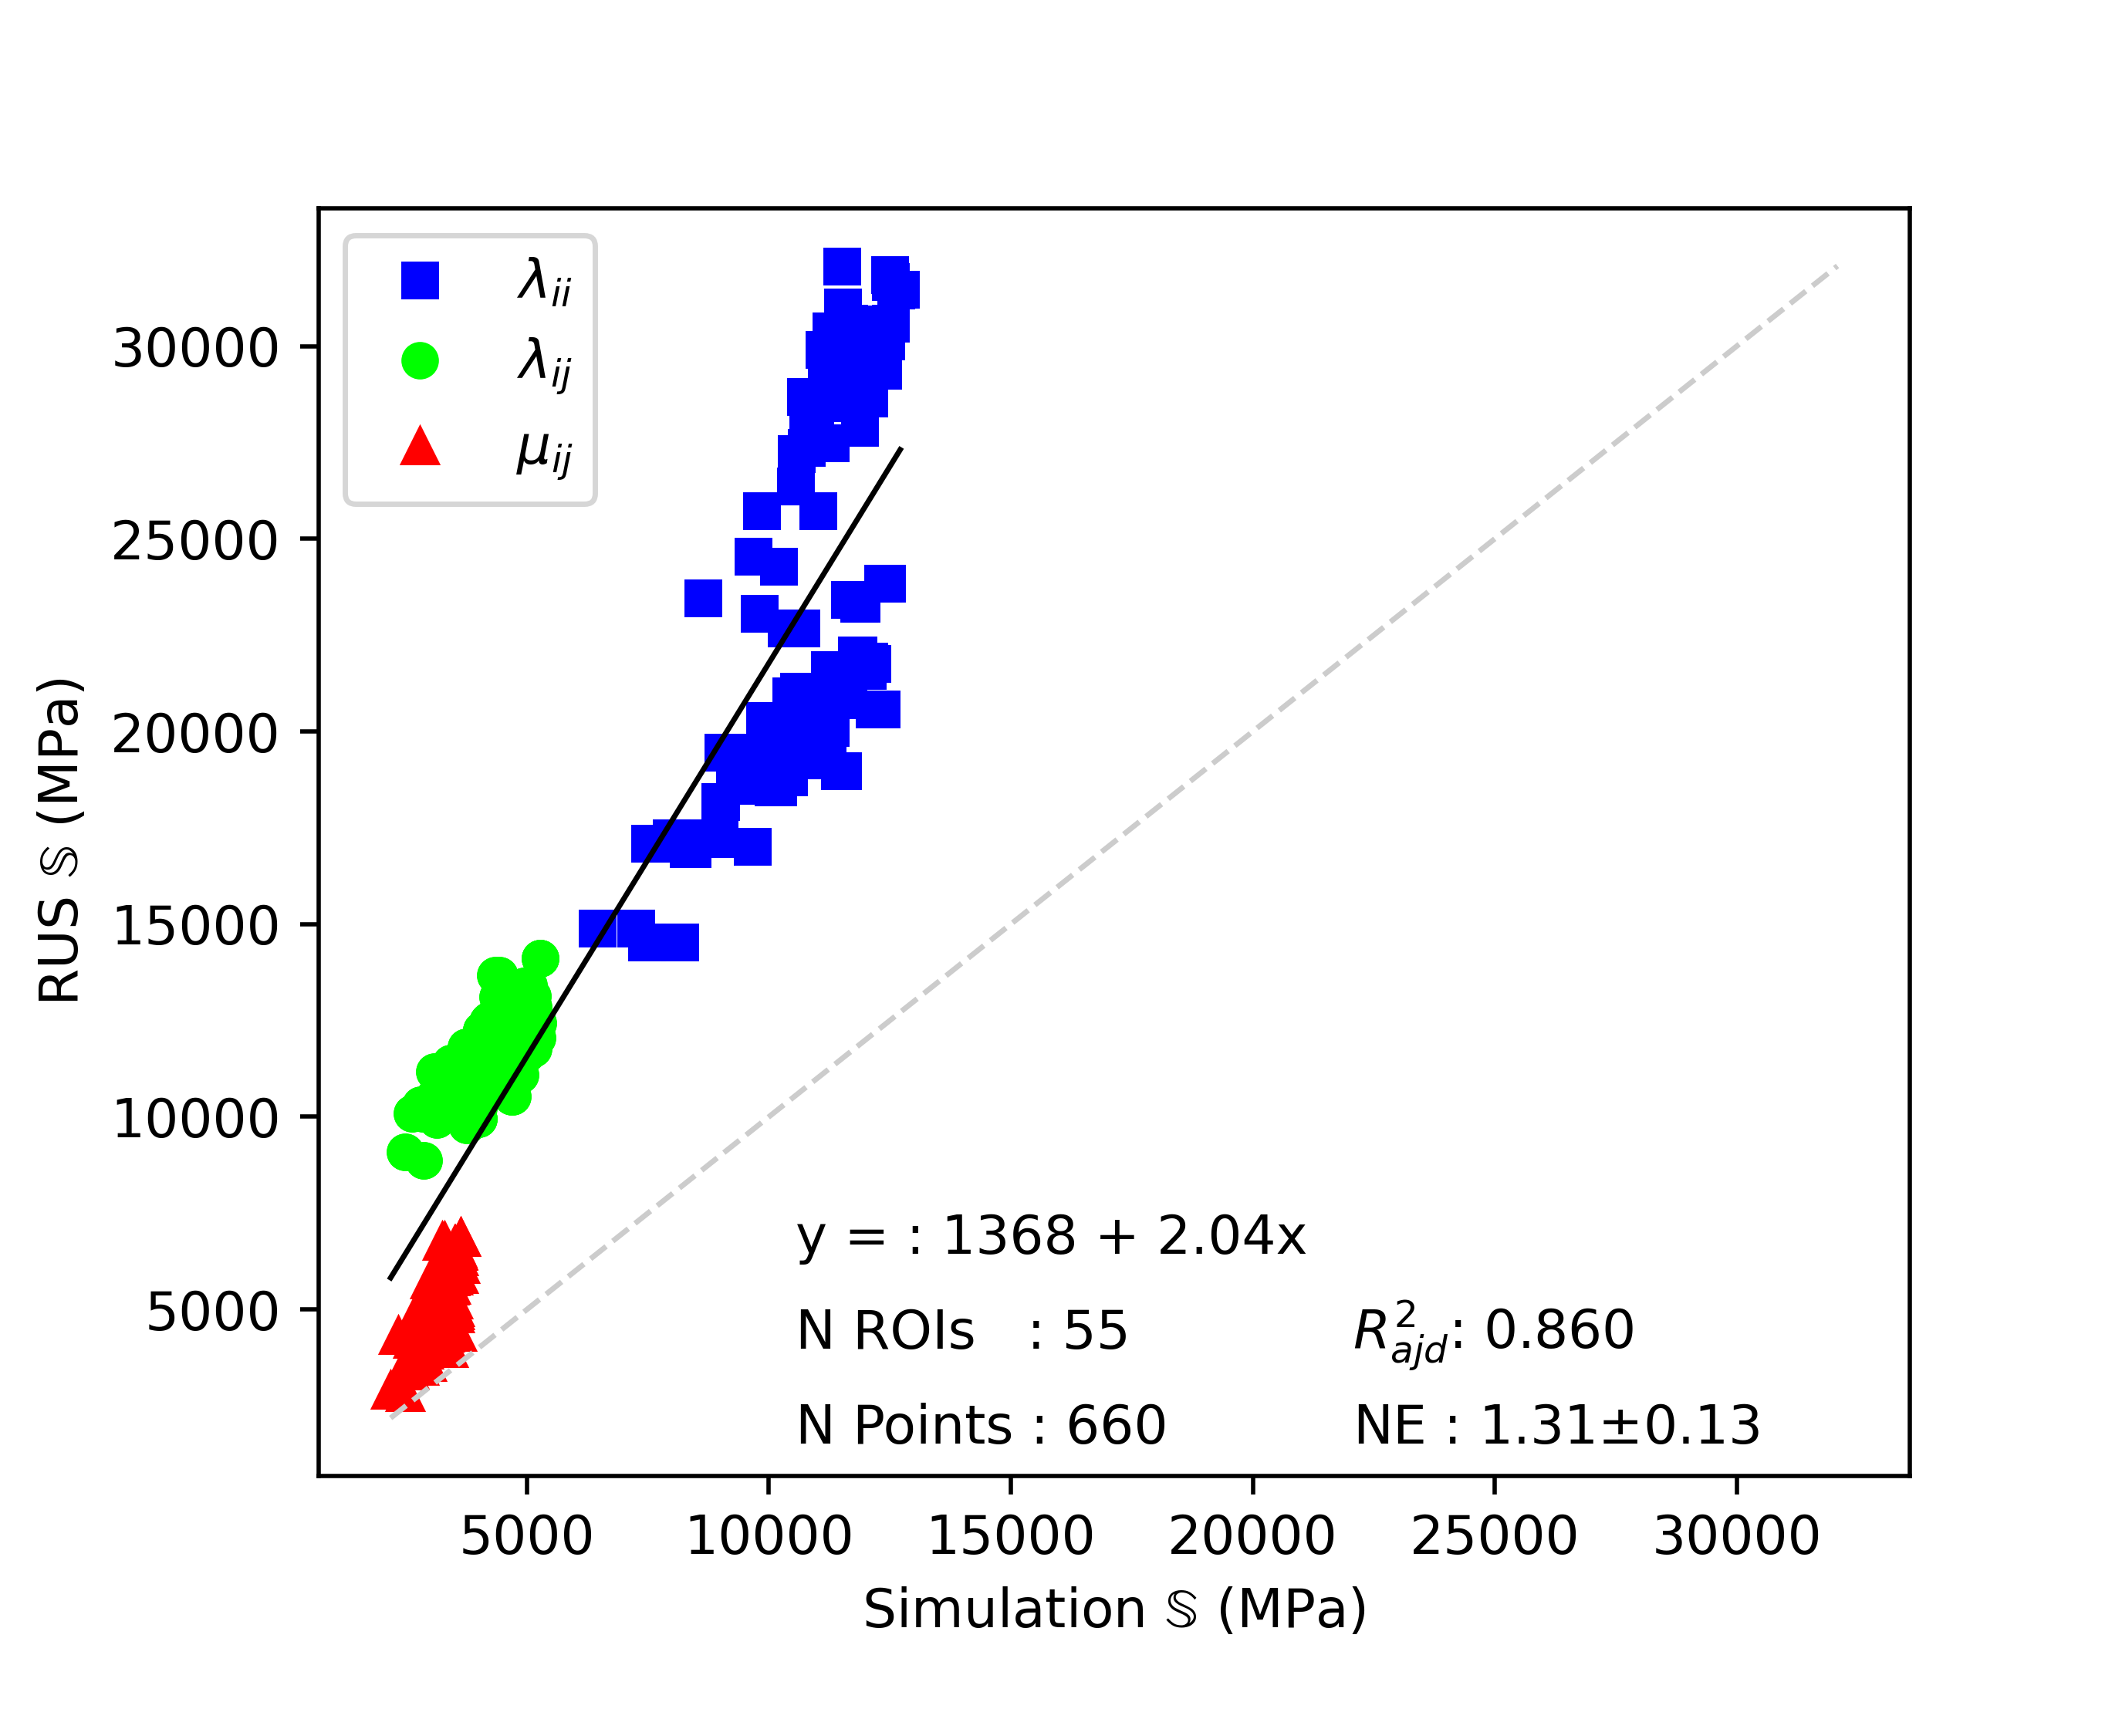 λii
λij
μij
30000
25000
20000
15000
10000
5000
RUS 𝕊 (MPa)
y = : 1368 + 2.04x
N ROIs : 55 R²ajd: 0.860
N Points : 660 NE : 1.31±0.13
5000 10000 15000 20000 25000 30000
Simulation 𝕊 (MPa)